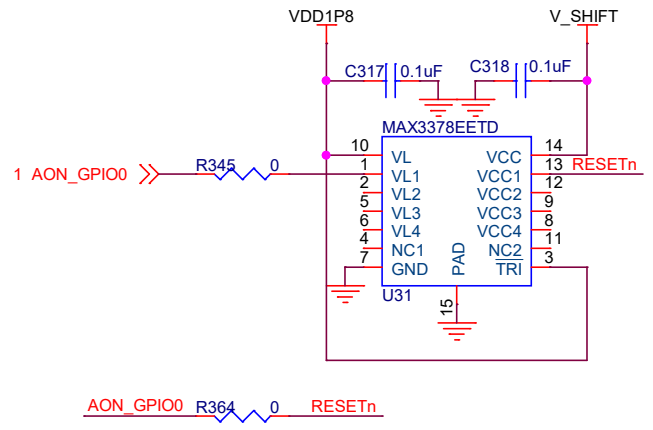 VDD1P8 V_SHIFT
C317 0.1uF C318 0.1uF
MAX3378EETD
10 VL VCC 14
1 AON_GPIO0 R345 0 1 VL1 VCC1 13 RESETn
2 VL2 VCC2 12
5 VL3 VCC3 9
6 VL4 VCC4 8
4 NC1 NC2 11
7 GND PAD TRI 3
U31 15
AON_GPIO0 R364 0 RESETn